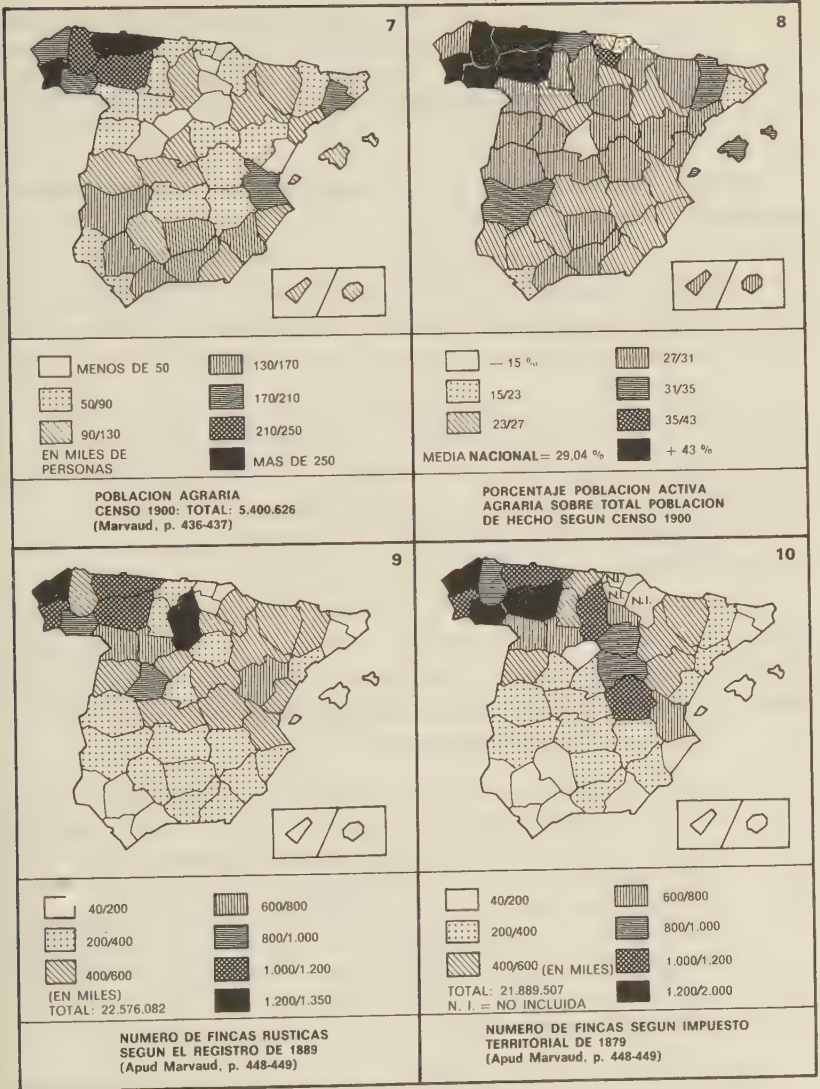 7
MENOS DE 50
130/170
50/90
170/210
90/130
210/250
EN MILES DE
PERSONAS
MAS DE 250
POBLACION AGRARIA
CENSO 1900: TOTAL: 5.400.626
(Marvaud, p. 436-437)
8
— 15 %
27/31
15/23
31/35
23/27
35/43
MEDIA NACIONAL = 29,04 %
+ 43 %
PORCENTAJE POBLACION ACTIVA
AGRARIA SOBRE TOTAL POBLACION
DE HECHO SEGUN CENSO 1900
9
40/200
600/800
200/400
800/1.000
400/600
1.000/1.200
(EN MILES)
TOTAL: 22.576.082
1.200/1.350
NUMERO DE FINCAS RUSTICAS
SEGUN EL REGISTRO DE 1889
(Apud Marvaud, p. 448-449)
10
N.I.
N.I.
N.I.
40/200
600/800
200/400
800/1.000
400/600 (EN MILES)
1.000/1.200
TOTAL: 21.889.507
N. I. = NO INCLUIDA
1.200/2.000
NUMERO DE FINCAS SEGUN IMPUESTO
TERRITORIAL DE 1879
(Apud Marvaud, p. 448-449)